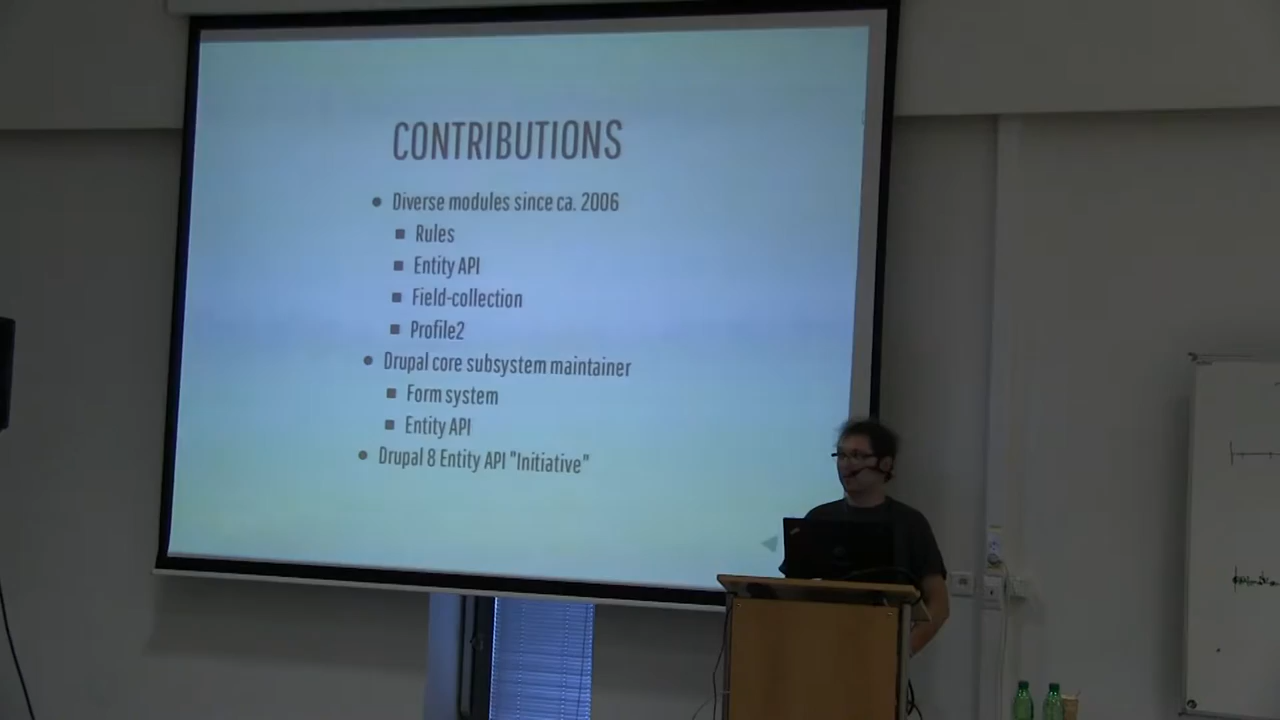 CONTRIBUTIONS
Diverse modules since ca. 2006
Rules
Entity API
Field-collection
Profile2
Drupal core subsystem maintainer
Form system
Entity API
Drupal 8 Entity API "Initiative"